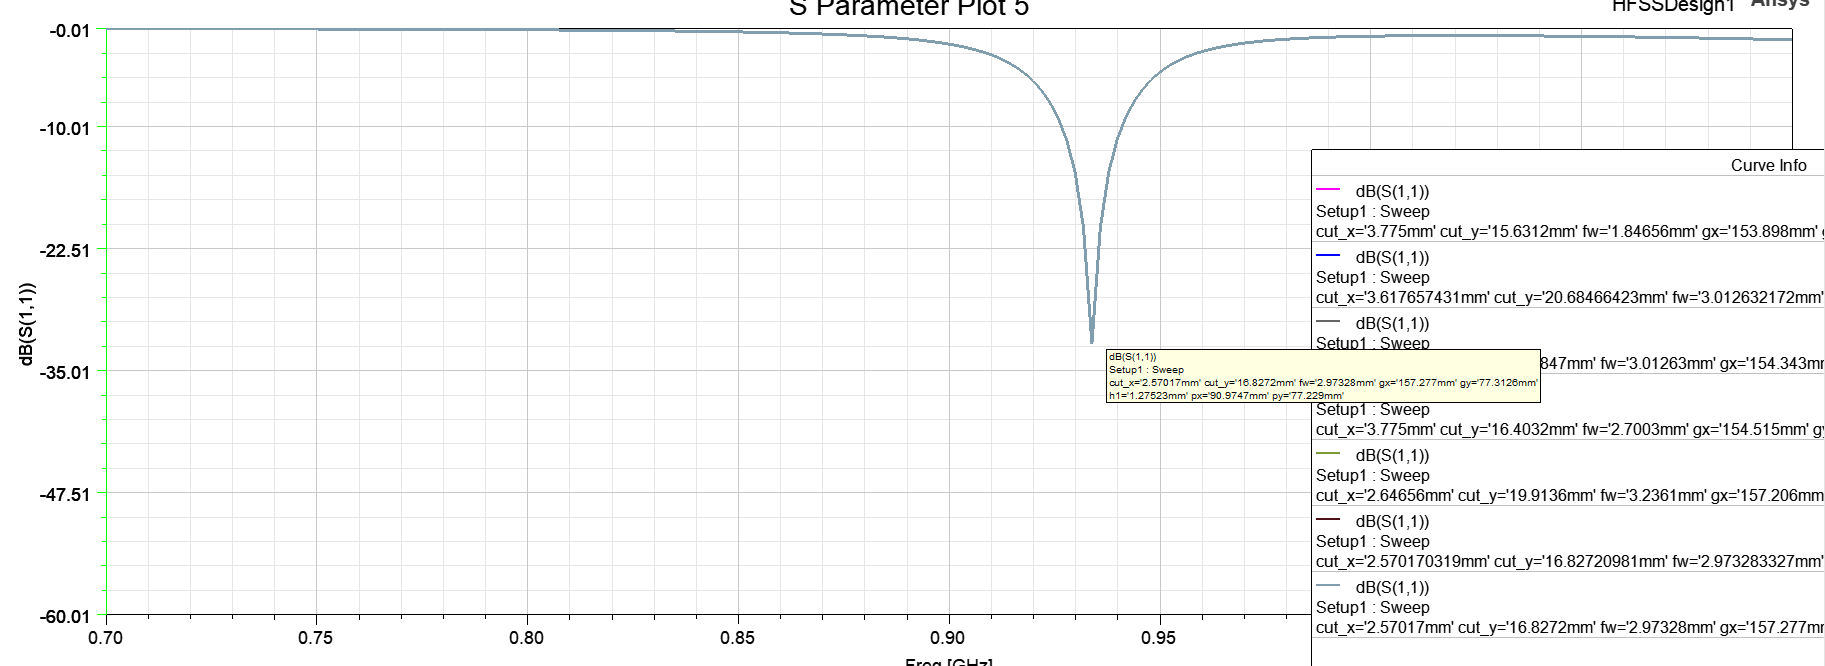 S Parameter Plot 5
HFSSDesign1
Ansys
-0.01
-10.01
-22.51
-35.01
-47.51
-60.01
dB(S(1,1))
0.70
0.75
0.80
0.85
0.90
0.95
Freq [GHz]
dB(S(1,1))
Setup1 : Sweep
cut_x='2.57017mm' cut_y='16.8272mm' fw='2.97328mm' gx='157.277mm' gy='77.3126mm'
h1='1.27523mm' px='90.9747mm' py='77.229mm'
Curve Info
dB(S(1,1))
Setup1 : Sweep
cut_x='3.775mm' cut_y='15.6312mm' fw='1.84656mm' gx='153.898mm'
dB(S(1,1))
Setup1 : Sweep
cut_x='3.617657431mm' cut_y='20.68466423mm' fw='3.012632172mm'
dB(S(1,1))
Setup1 : Sweep
847mm' fw='3.01263mm' gx='154.343mm
Setup1 : Sweep
cut_x='3.775mm' cut_y='16.4032mm' fw='2.7003mm' gx='154.515mm' gy
dB(S(1,1))
Setup1 : Sweep
cut_x='2.64656mm' cut_y='19.9136mm' fw='3.2361mm' gx='157.206mm
dB(S(1,1))
Setup1 : Sweep
cut_x='2.570170319mm' cut_y='16.82720981mm' fw='2.973283327mm'
dB(S(1,1))
Setup1 : Sweep
cut_x='2.57017mm' cut_y='16.8272mm' fw='2.97328mm' gx='157.277mm